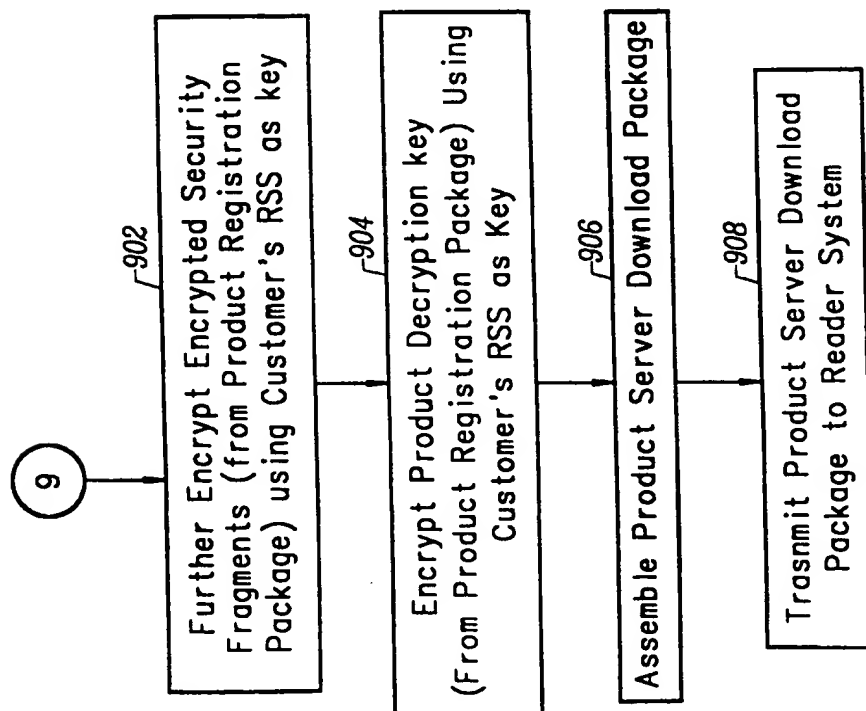 9
902
Further Encrypt Encrypted Security
Fragments (from Product Registration
Package) using Customer's RSS as key
904
Encrypt Product Decryption key
(From Product Registration Package) Using
Customer's RSS as Key
906
Assemble Product Server Download Package
908
Trasnmit Product Server Download
Package to Reader System